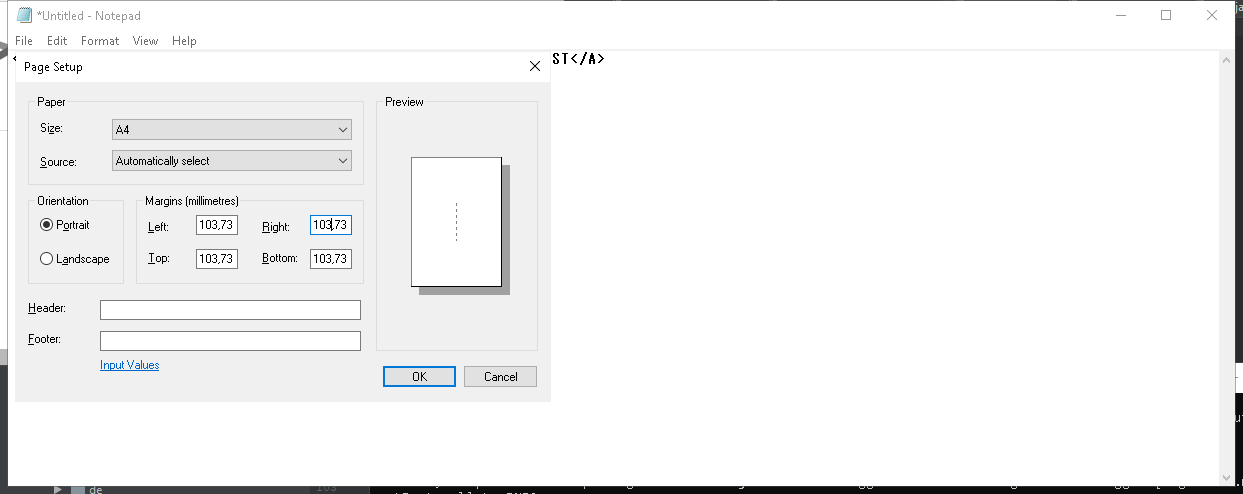 *Untitled - Notepad
File Edit Format View Help
ST</A>
Page Setup
Paper
Size: A4
Source: Automatically select
Preview
Orientation
Portrait
Landscape
Margins (millimetres)
Left: 103,73 Right: 103,73
Top: 103,73 Bottom: 103,73
Header:
Footer:
Input Values
OK Cancel
de